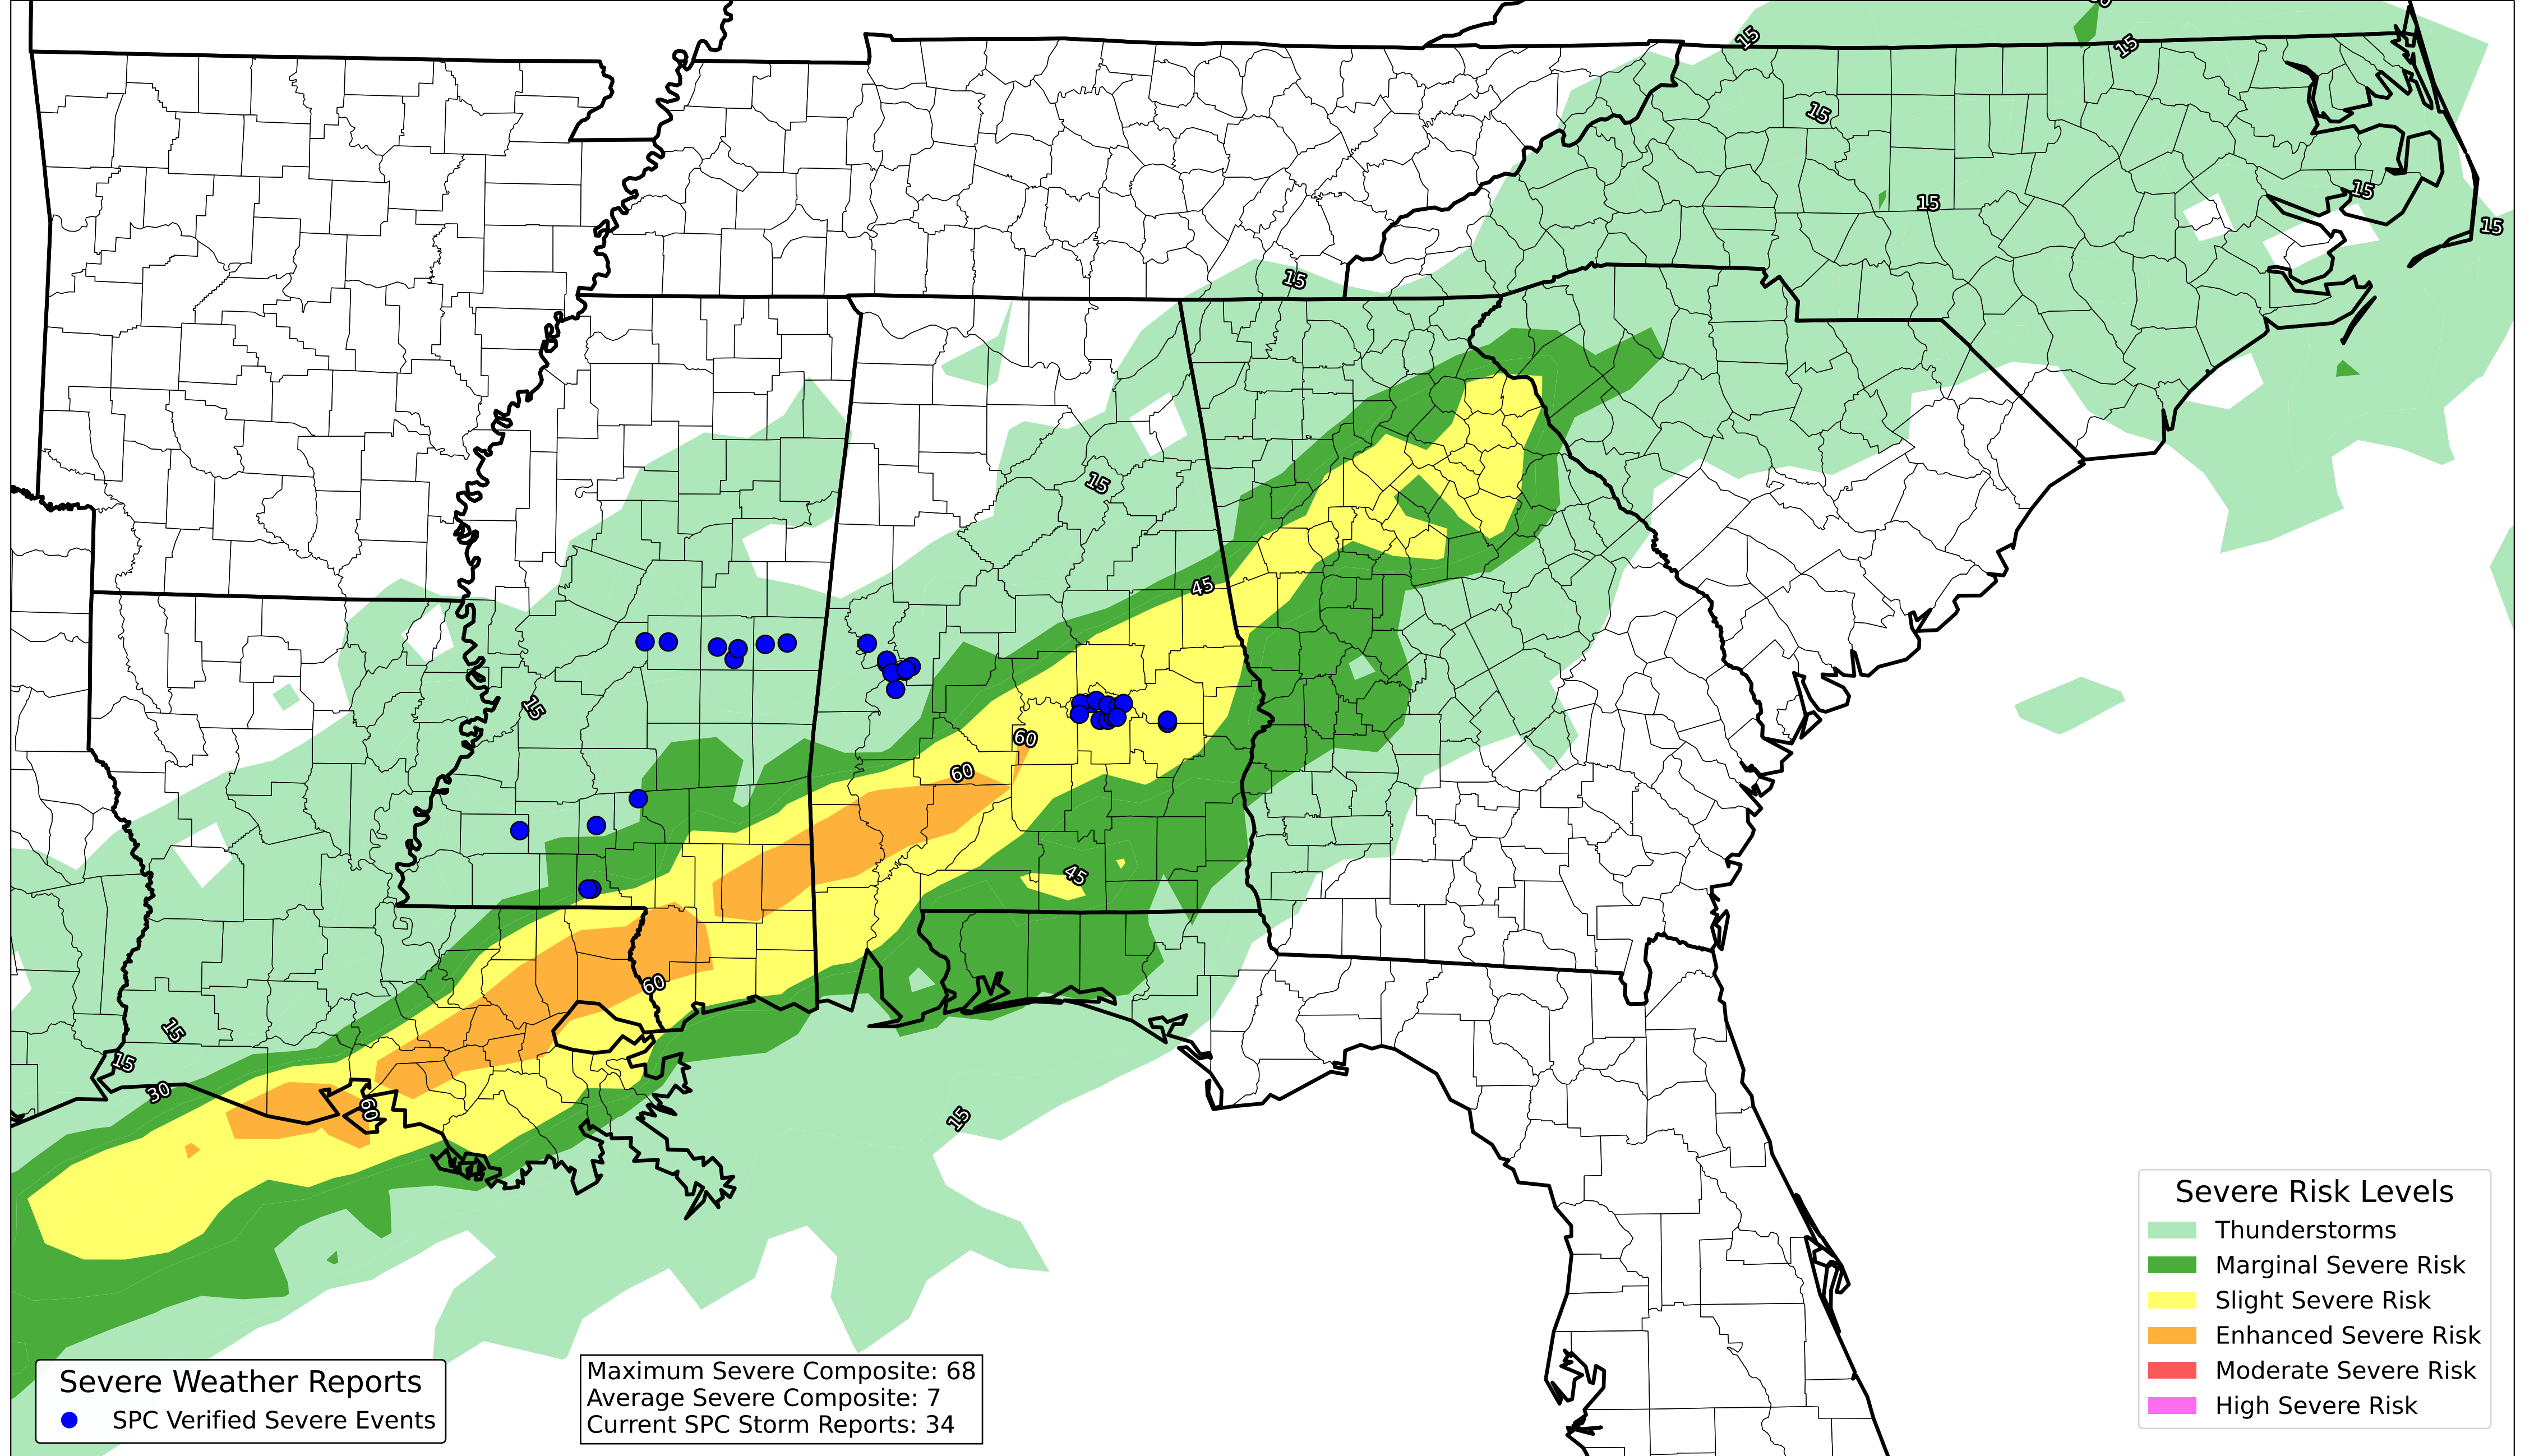 15
15
15
15
15
15
15
45
15
15
60
60
45
60
15
15
30
60
15
Severe Risk Levels
Thunderstorms
Marginal Severe Risk
Slight Severe Risk
Enhanced Severe Risk
Moderate Severe Risk
High Severe Risk
Severe Weather Reports
SPC Verified Severe Events
Maximum Severe Composite: 68
Average Severe Composite: 7
Current SPC Storm Reports: 34